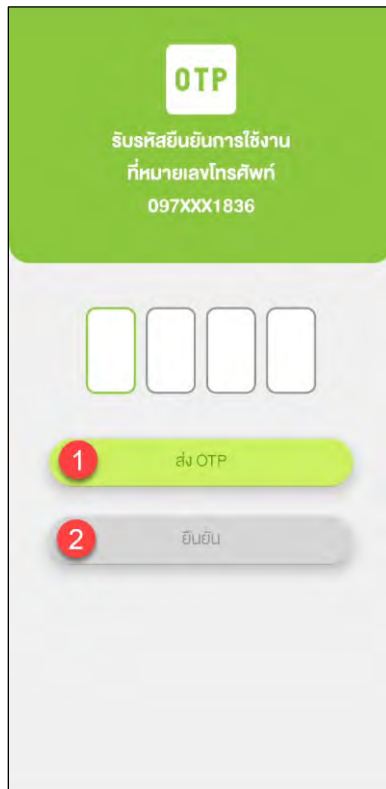 OTP
รับรหัสยืนยันการใช้งาน
ที่หมายเลขโทรศัพท์
097XXX1836
1 ส่ง OTP
2 ยืนยัน